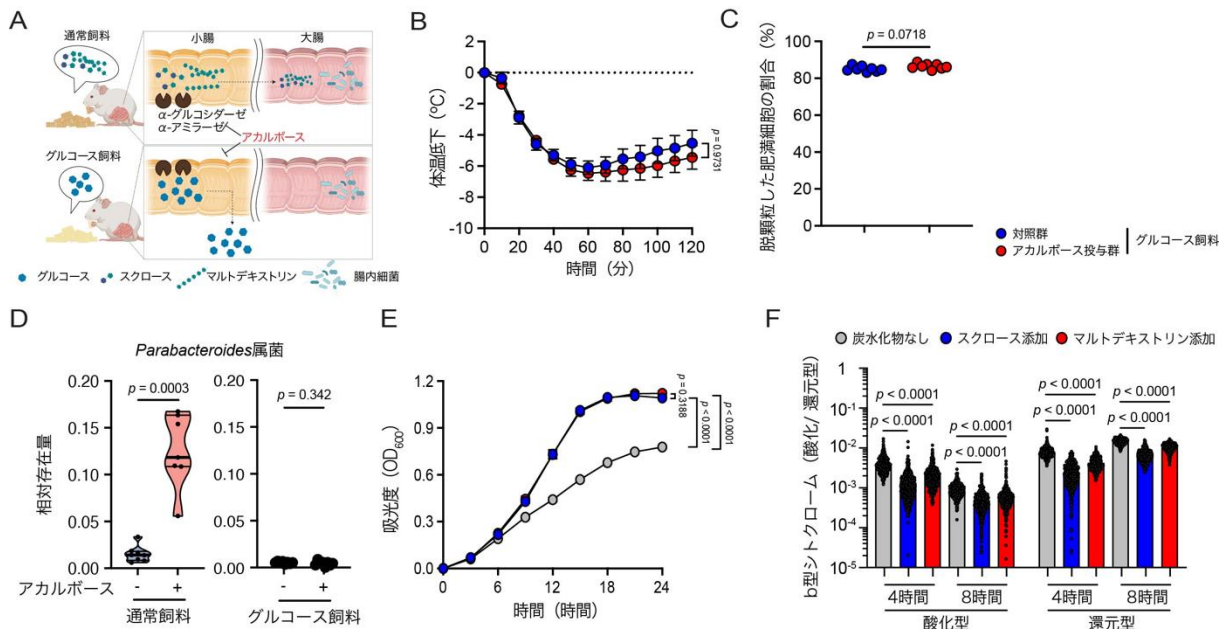 A
通常飼料
小腸
大腸
α-グルコシダーゼ
α-アミラーゼ
アカルボース
グルコース飼料
グルコース
スクロース
マルトデキストリン
腸内細菌
B
体温低下（ºC）
2
0
-2
-4
-6
-8
-10
0 20 40 60 80 100 120
時間（分）
p = 0.9731
C
脱顆粒した肥満細胞の割合（%）
p = 0.0718
100
80
60
40
20
0
対照群
アカルボース投与群
グルコース飼料
D
Parabacteroides属菌
相対存在量
p = 0.0003
0.20
0.15
0.10
0.05
0.00
p = 0.342
0.20
0.15
0.10
0.05
0.00
アカルボース - + - +
通常飼料 グルコース飼料
E
吸光度（OD600）
1.2
0.9
0.6
0.3
0.0
0 6 12 18 24
時間（時間）
p = 0.3188
p < 0.0001
p < 0.0001
F
炭水化物なし スクロース添加 マルトデキストリン添加
b型シトクローム（酸化/ 還元型）
1
10-1
10-2
10-3
10-4
10-5
p < 0.0001
p < 0.0001
p < 0.0001
p < 0.0001
p < 0.0001
p < 0.0001
p < 0.0001
p < 0.0001
4時間 8時間 4時間 8時間
酸化型 還元型